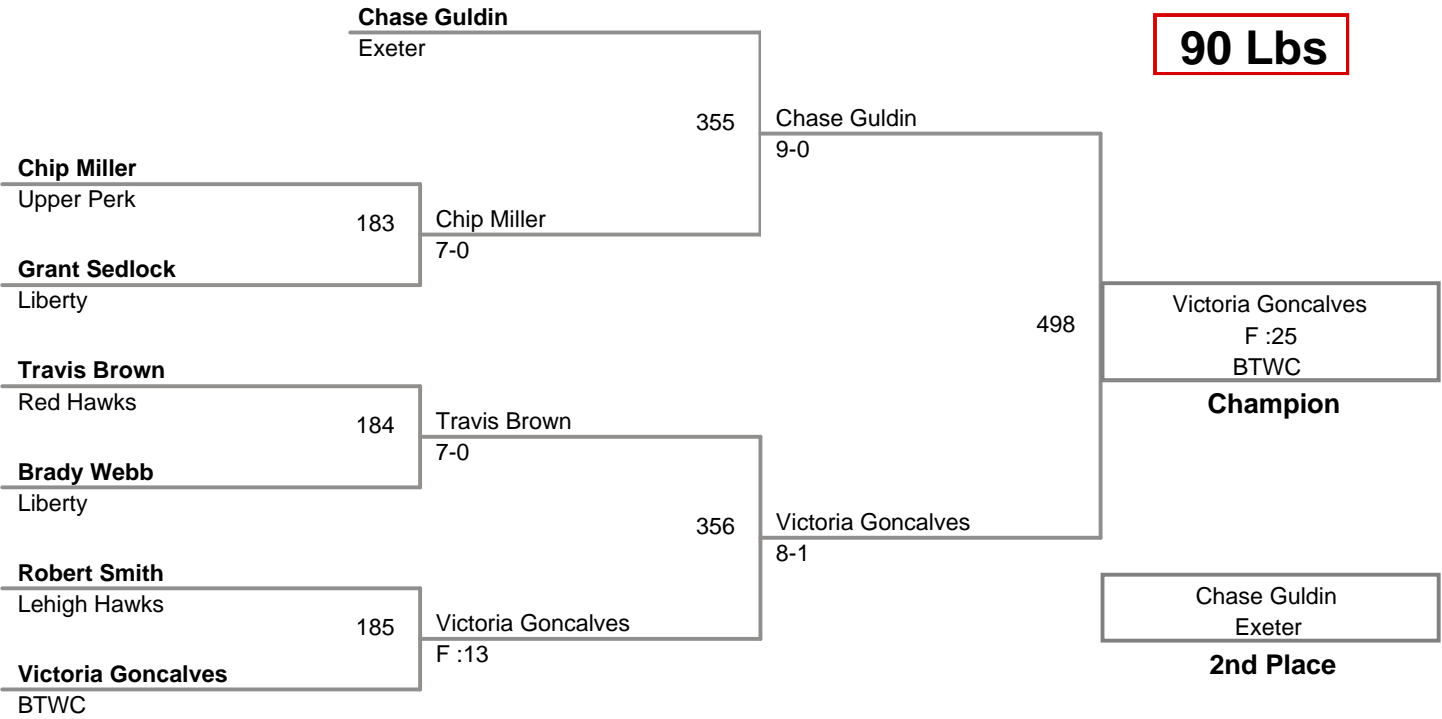 Chase Guldin
Exeter
90 Lbs
355
Chase Guldin
9-0
Chip Miller
Upper Perk
183
Chip Miller
7-0
Grant Sedlock
Liberty
498
Victoria Goncalves
F :25
BTWC
Champion
Travis Brown
Red Hawks
184
Travis Brown
7-0
Brady Webb
Liberty
356
Victoria Goncalves
8-1
Robert Smith
Lehigh Hawks
185
Victoria Goncalves
F :13
Victoria Goncalves
BTWC
Chase Guldin
Exeter
2nd Place